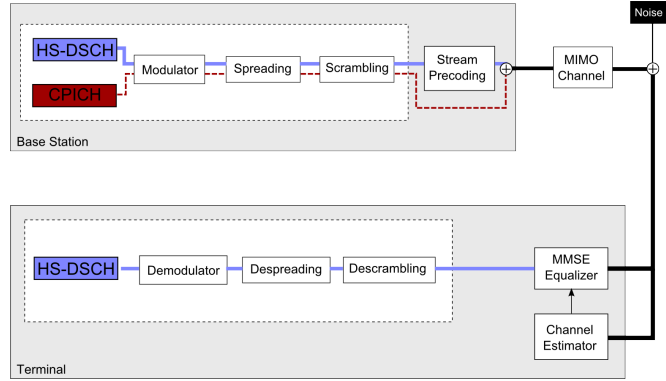 Noise
HS-DSCH
CPICH
Modulator
Spreading
Scrambling
Stream
Precoding
MIMO
Channel
Base Station
HS-DSCH
Demodulator
Despreading
Descrambling
MMSE
Equalizer
Channel
Estimator
Terminal